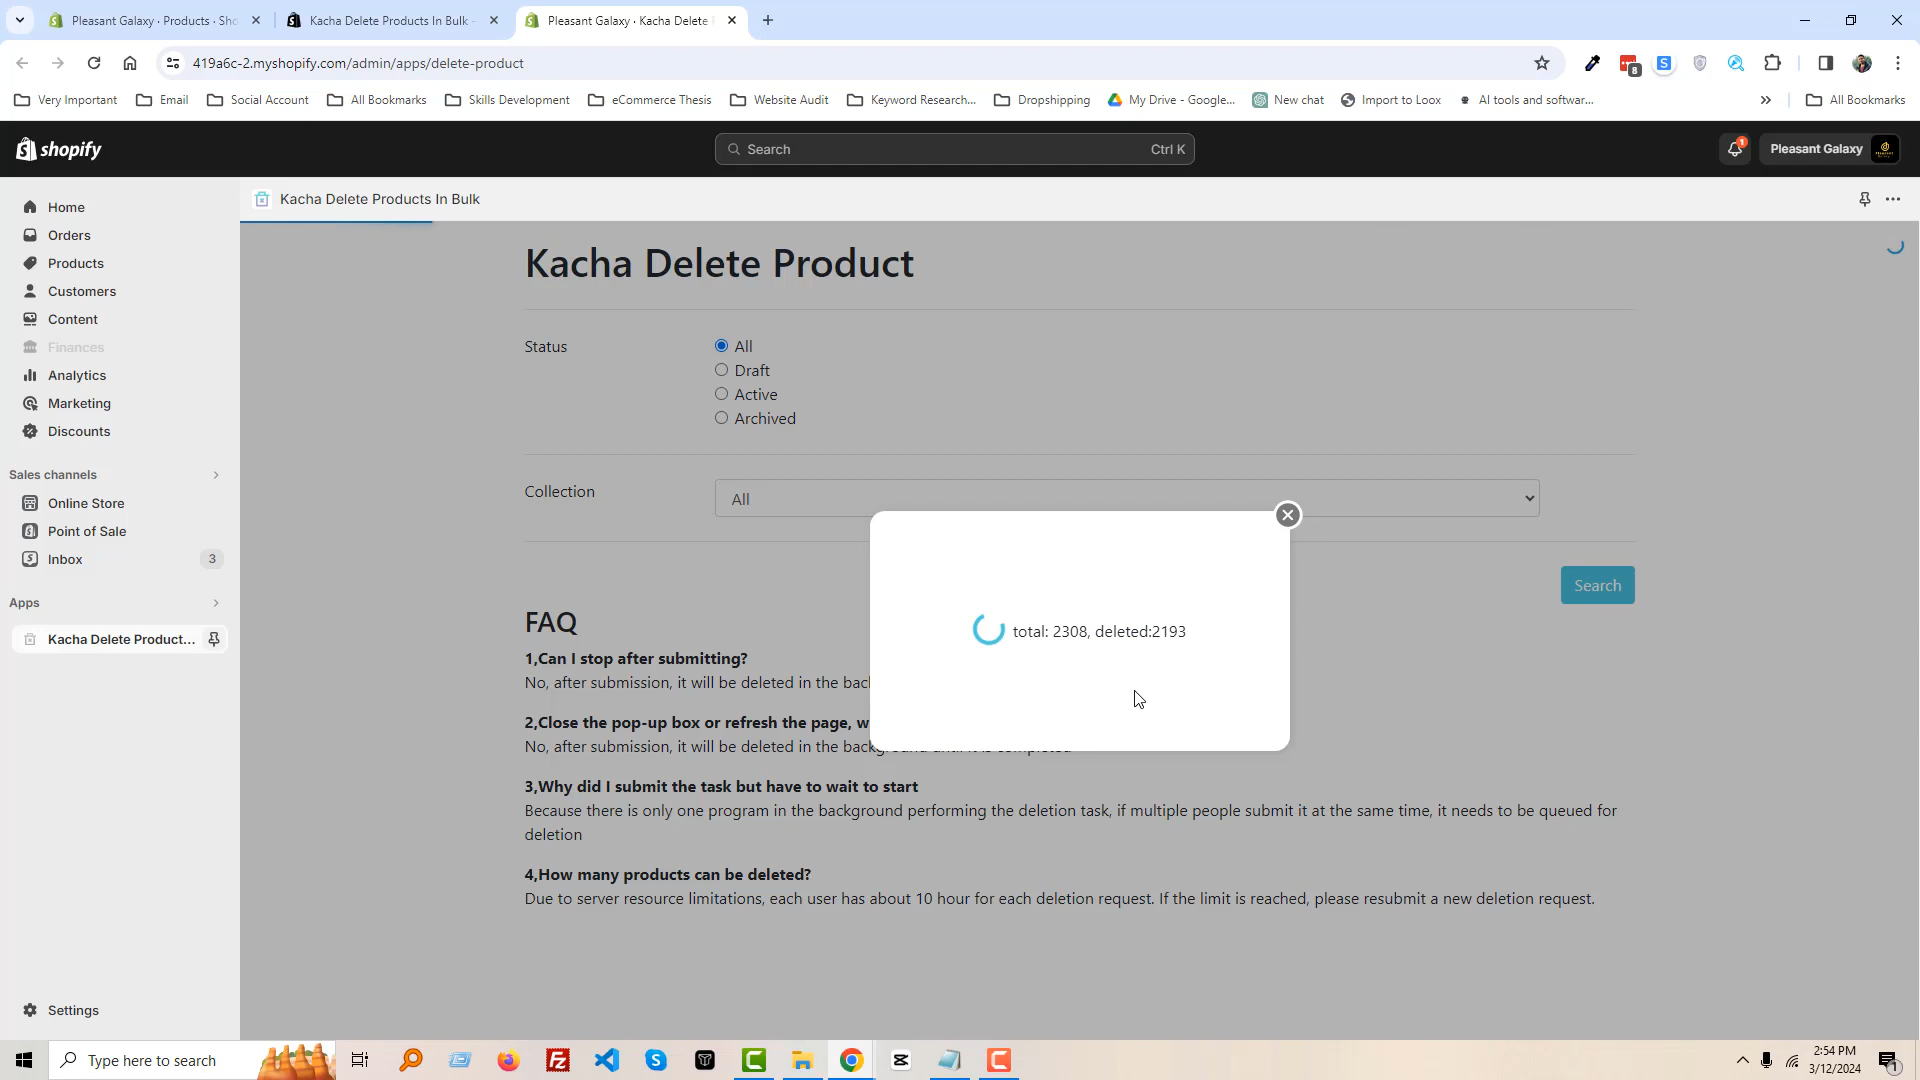 Pleasant Galaxy · Products · Sho
Kacha Delete Products In Bulk -
Pleasant Galaxy · Kacha Delete
419a6c-2.myshopify.com/admin/apps/delete-product
8
Very Important
Email
Social Account
All Bookmarks
Skills Development
eCommerce Thesis
Website Audit
Keyword Research...
Dropshipping
My Drive - Google...
New chat
Import to Loox
AI tools and softwar...
All Bookmarks
shopify
Search
Ctrl K
1
Pleasant Galaxy
Home
Orders
Products
Customers
Content
Finances
Analytics
Marketing
Discounts
Sales channels
Online Store
Point of Sale
Inbox
3
Apps
Kacha Delete Product...
Settings
Kacha Delete Products In Bulk
Kacha Delete Product
Status
All
Draft
Active
Archived
Collection
All
Search
total: 2308, deleted:2193
FAQ
1,Can I stop after submitting?
No, after submission, it will be deleted in the bac
2,Close the pop-up box or refresh the page, w
No, after submission, it will be deleted in the background until it is completed
3,Why did I submit the task but have to wait to start
Because there is only one program in the background performing the deletion task, if multiple people submit it at the same time, it needs to be queued for
deletion
4,How many products can be deleted?
Due to server resource limitations, each user has about 10 hour for each deletion request. If the limit is reached, please resubmit a new deletion request.
Type here to search
2:54 PM
3/12/2024
1